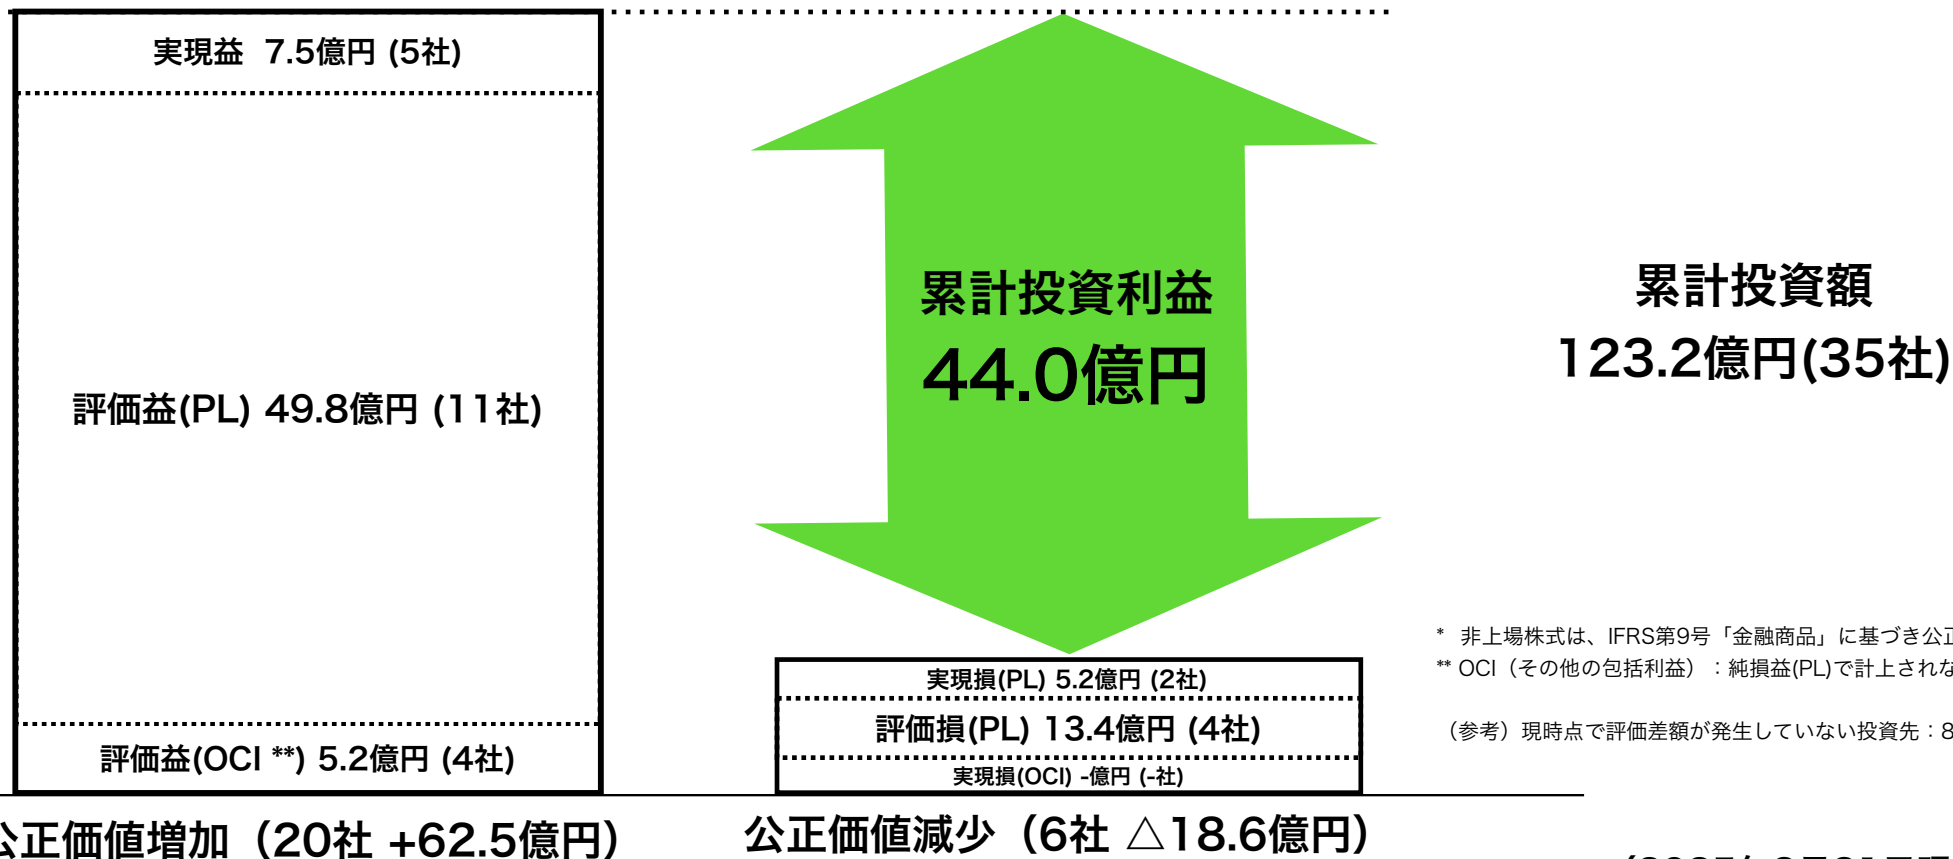 実現益 7.5億円 (5社)
評価益(PL) 49.8億円 (11社)
評価益(OCI **) 5.2億円 (4社)
公正価値増加（20社 +62.5億円）
累計投資利益
44.0億円
実現損(PL) 5.2億円 (2社)
評価損(PL) 13.4億円 (4社)
実現損(OCI) -億円 (-社)
公正価値減少（6社 △18.6億円）
累計投資額
123.2億円(35社)
* 非上場株式は、IFRS第9号「金融商品」に基づき公正
** OCI（その他の包括利益）：純損益(PL)で計上されな
（参考）現時点で評価差額が発生していない投資先：8